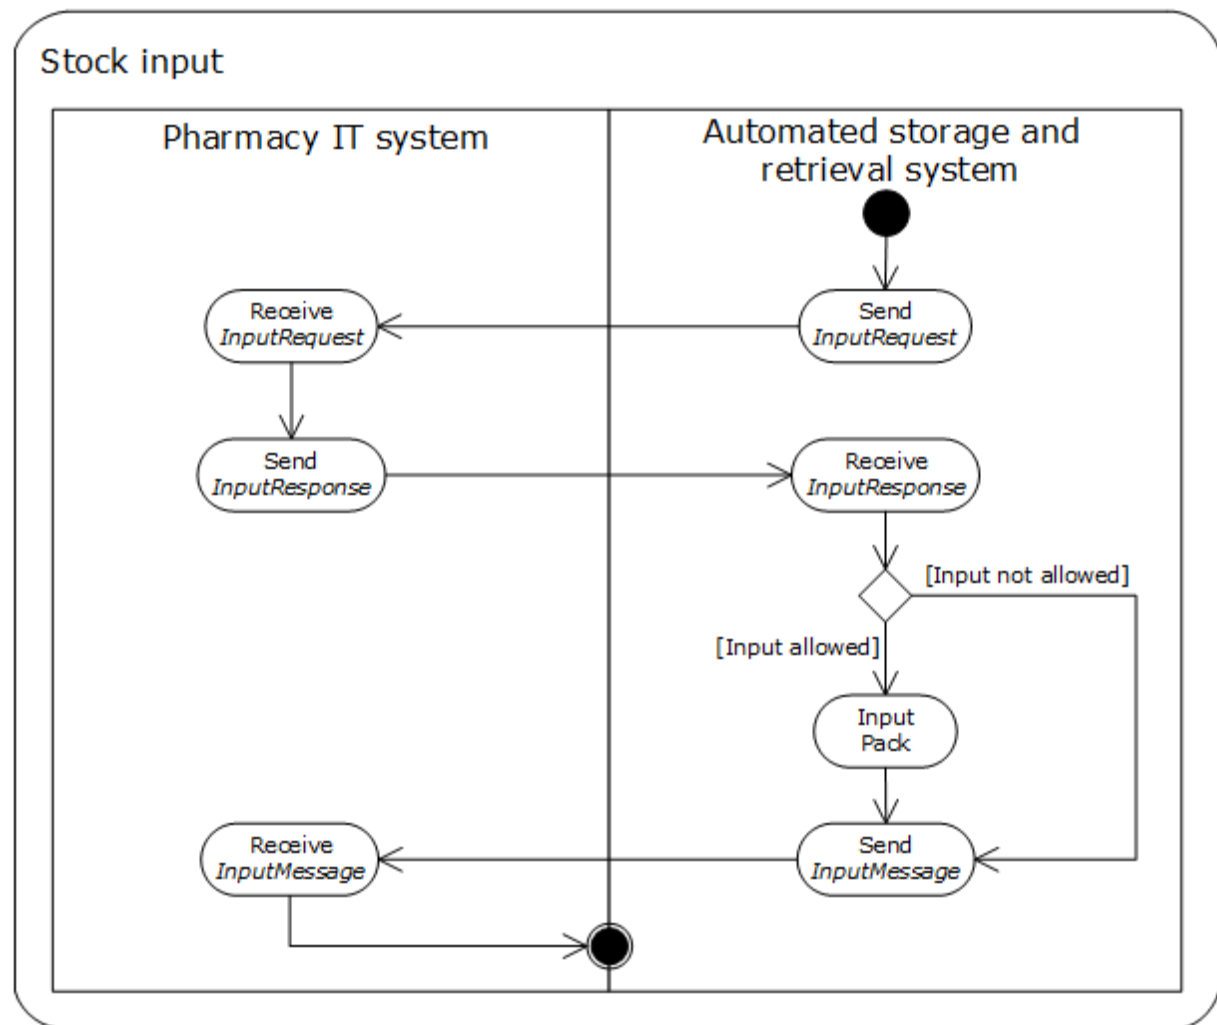 Stock input
Pharmacy IT system
Automated storage and
retrieval system
Receive
InputRequest
Send
InputRequest
Send
InputResponse
Receive
InputResponse
[Input not allowed]
[Input allowed]
Input
Pack
Receive
InputMessage
Send
InputMessage